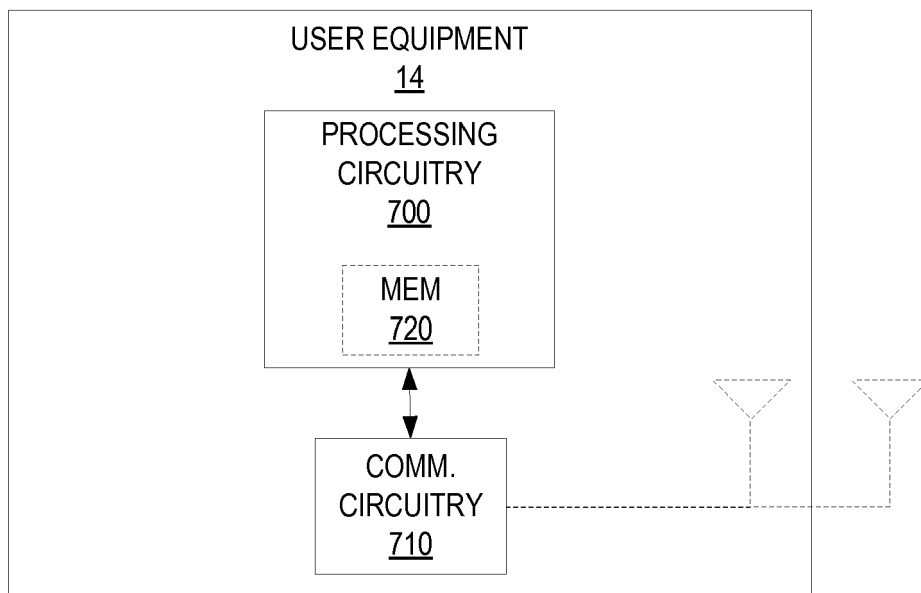 USER EQUIPMENT
14
PROCESSING
CIRCUITRY
700
MEM
720
COMM.
CIRCUITRY
710